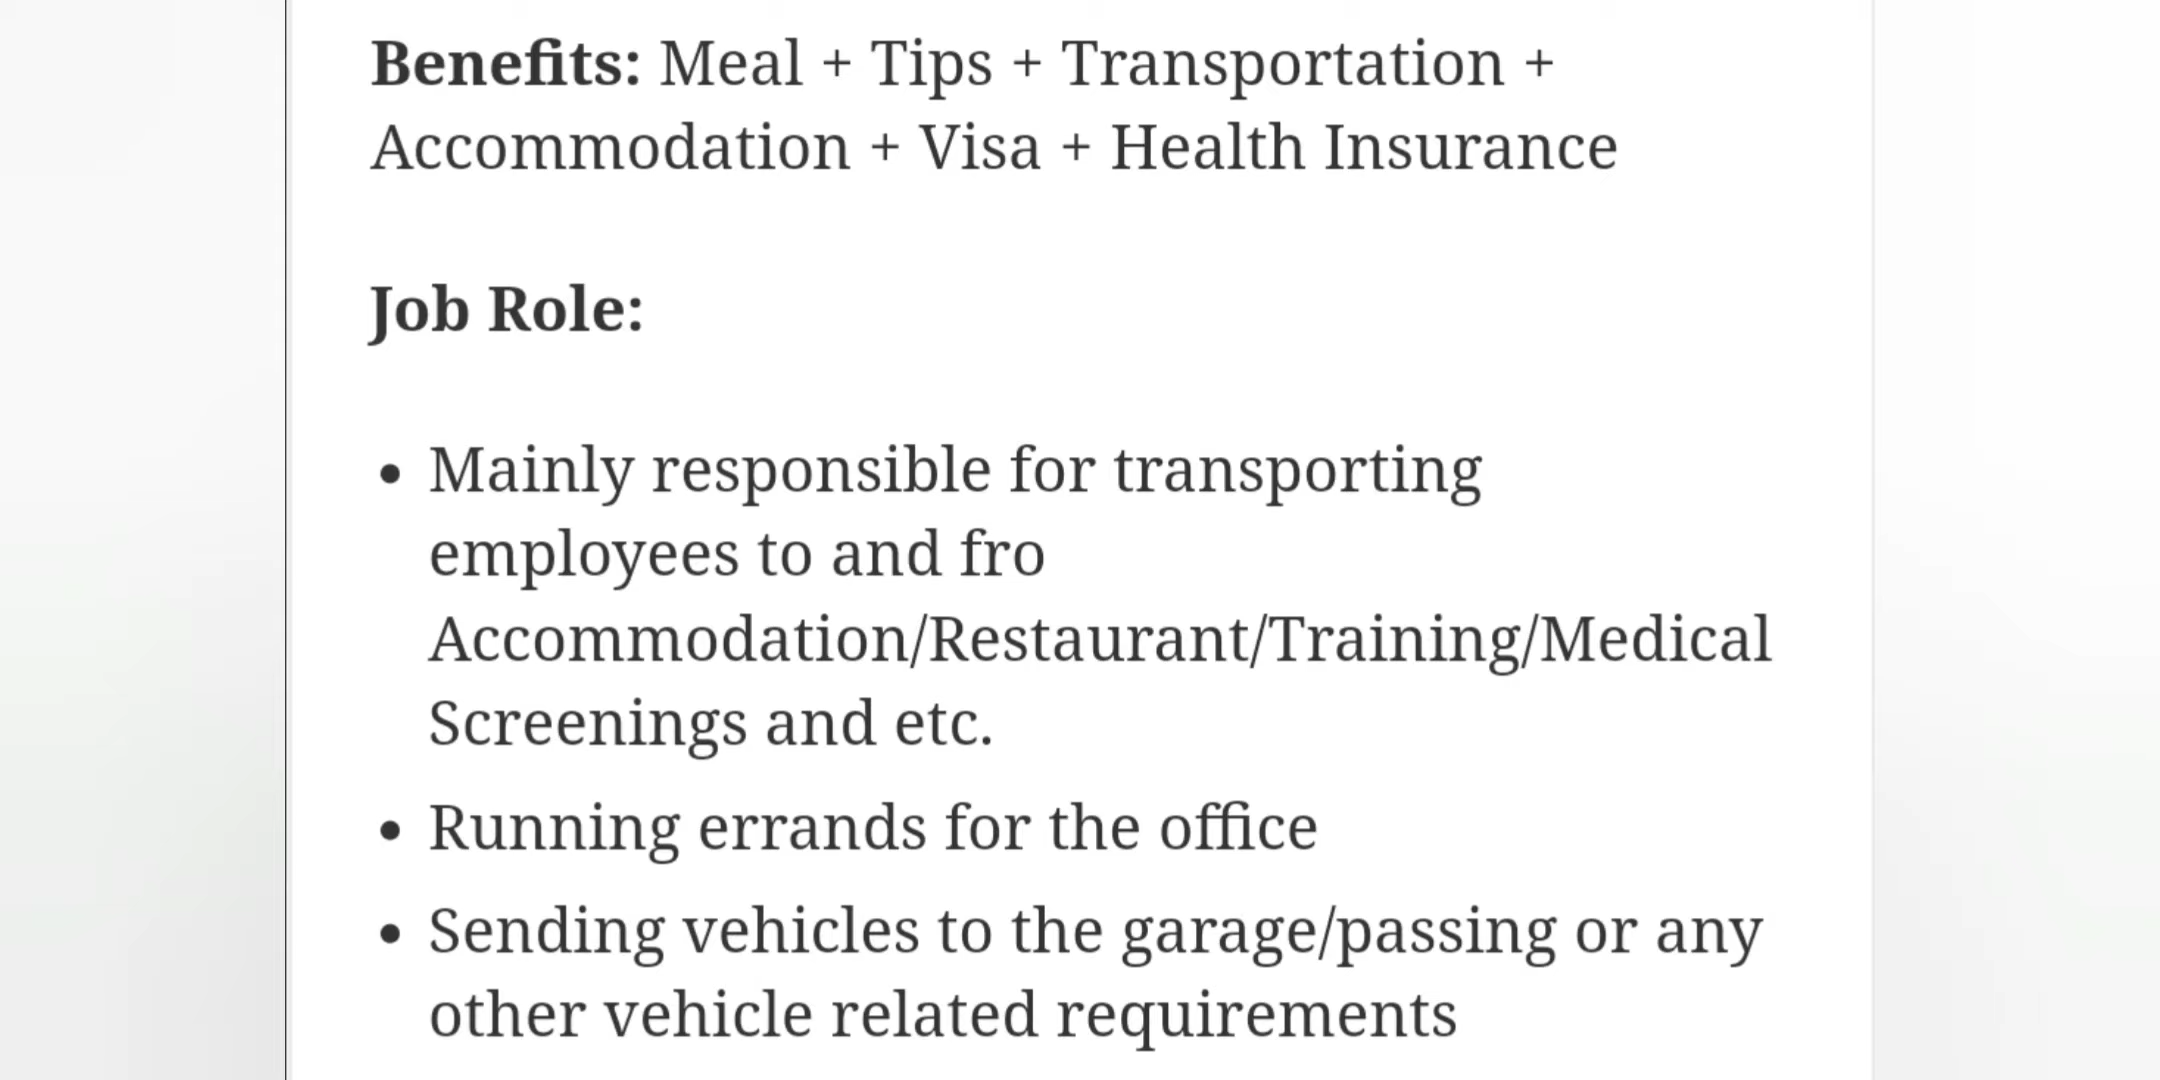 Benefits: Meal + Tips + Transportation +
Accommodation + Visa + Health Insurance
Job Role:
• Mainly responsible for transporting
employees to and fro
Accommodation/Restaurant/Training/Medical
Screenings and etc.
• Running errands for the office
• Sending vehicles to the garage/passing or any
other vehicle related requirements